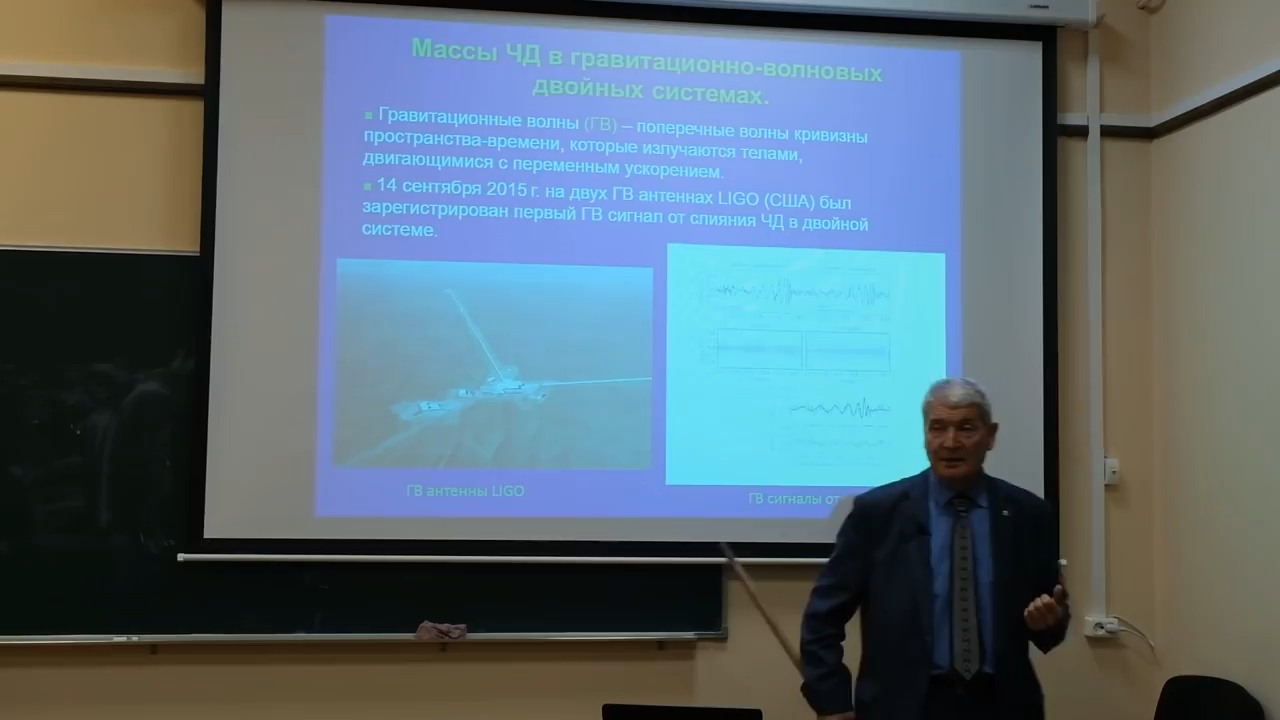 Массы ЧД в гравитационно-волновых
двойных системах.
Гравитационные волны (ГВ) – поперечные волны кривизны
пространства-времени, которые излучаются телами,
двигающимися с переменным ускорением.
14 сентября 2015 г. на двух ГВ антеннах LIGO (США) был
зарегистрирован первый ГВ сигнал от слияния ЧД в двойной
системе.
ГВ антенны LIGO
ГВ сигналы от